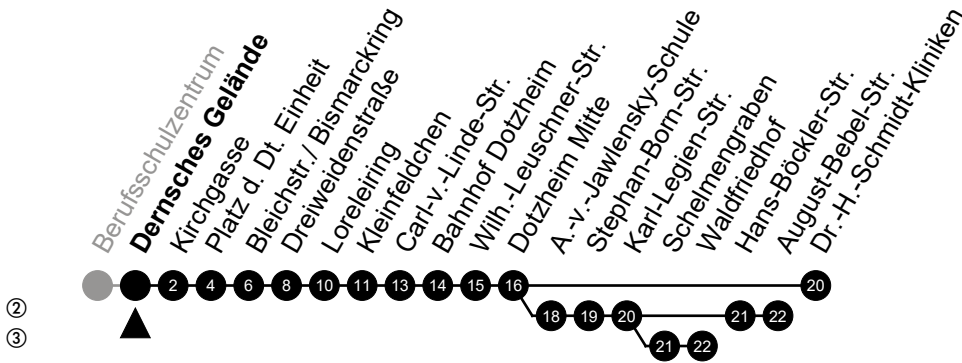 Berufsschulzentrum
Dernsches Gelände
Kirchgasse
Platz d. Dt. Einheit
Bleichstr./ Bismarckring
Dreiweidenstraße
Loreleiring
Kleinfeldchen
Carl-v.-Linde-Str.
Bahnhof Dotzheim
Wilh.-Leuschner-Str.
Dotzheim Mitte
A.-v.-Jawlensky-Schule
Stephan-Born-Str.
Karl-Legien-Str.
Schelmengraben
Waldfriedhof
Hans-Böckler-Str.
August-Bebel-Str.
Dr.-H.-Schmidt-Kliniken
2 4 6 8 10 11 13 14 15 16 20
② 18 19 20 21 22
③ 21 22